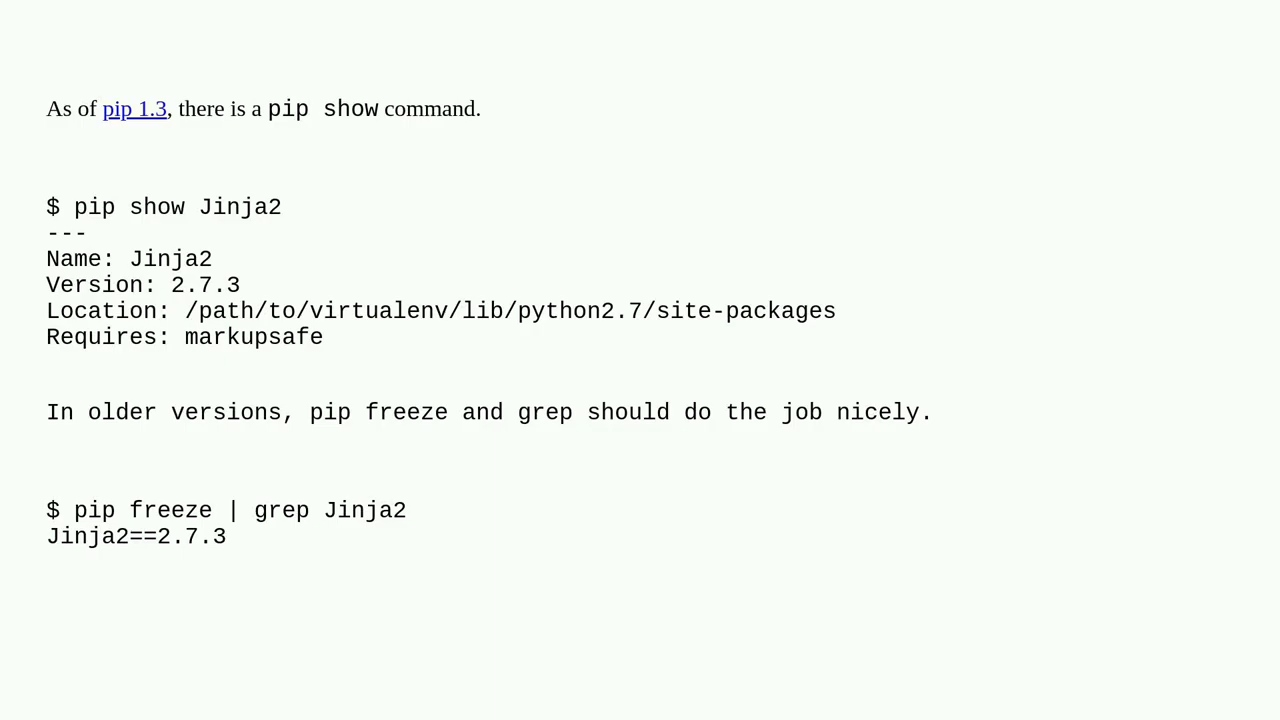 As of pip 1.3, there is a pip show command.
$ pip show Jinja2
---
Name: Jinja2
Version: 2.7.3
Location: /path/to/virtualenv/lib/python2.7/site-packages
Requires: markupsafe
In older versions, pip freeze and grep should do the job nicely.
$ pip freeze | grep Jinja2
Jinja2==2.7.3